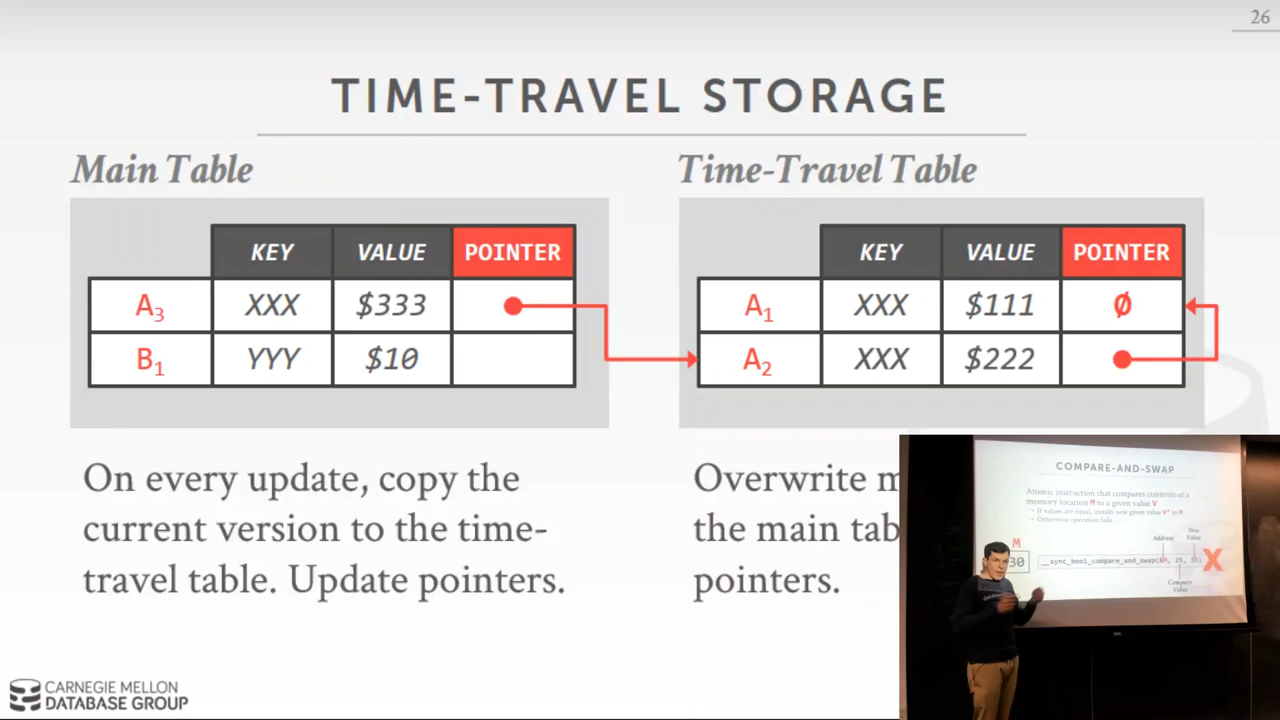 26
TIME-TRAVEL STORAGE
Main Table
Time-Travel Table
KEY VALUE POINTER
A3 XXX $333
B1 YYY $10
KEY VALUE POINTER
A1 XXX $111 Ø
A2 XXX $222
On every update, copy the
current version to the time-
travel table. Update pointers.
Overwrite m
the main tab
pointers.
COMPARE-AND-SWAP
Atomic instruction that compares contents of a
memory location M to a given value V
→ If values are equal, installs new given value V' in M
→ Otherwise operation fails
M
30
Address
New
Value
__sync_bool_compare_and_swap(&M, 25, 35)
X
Compare
Value
CARNEGIE MELLON
DATABASE GROUP